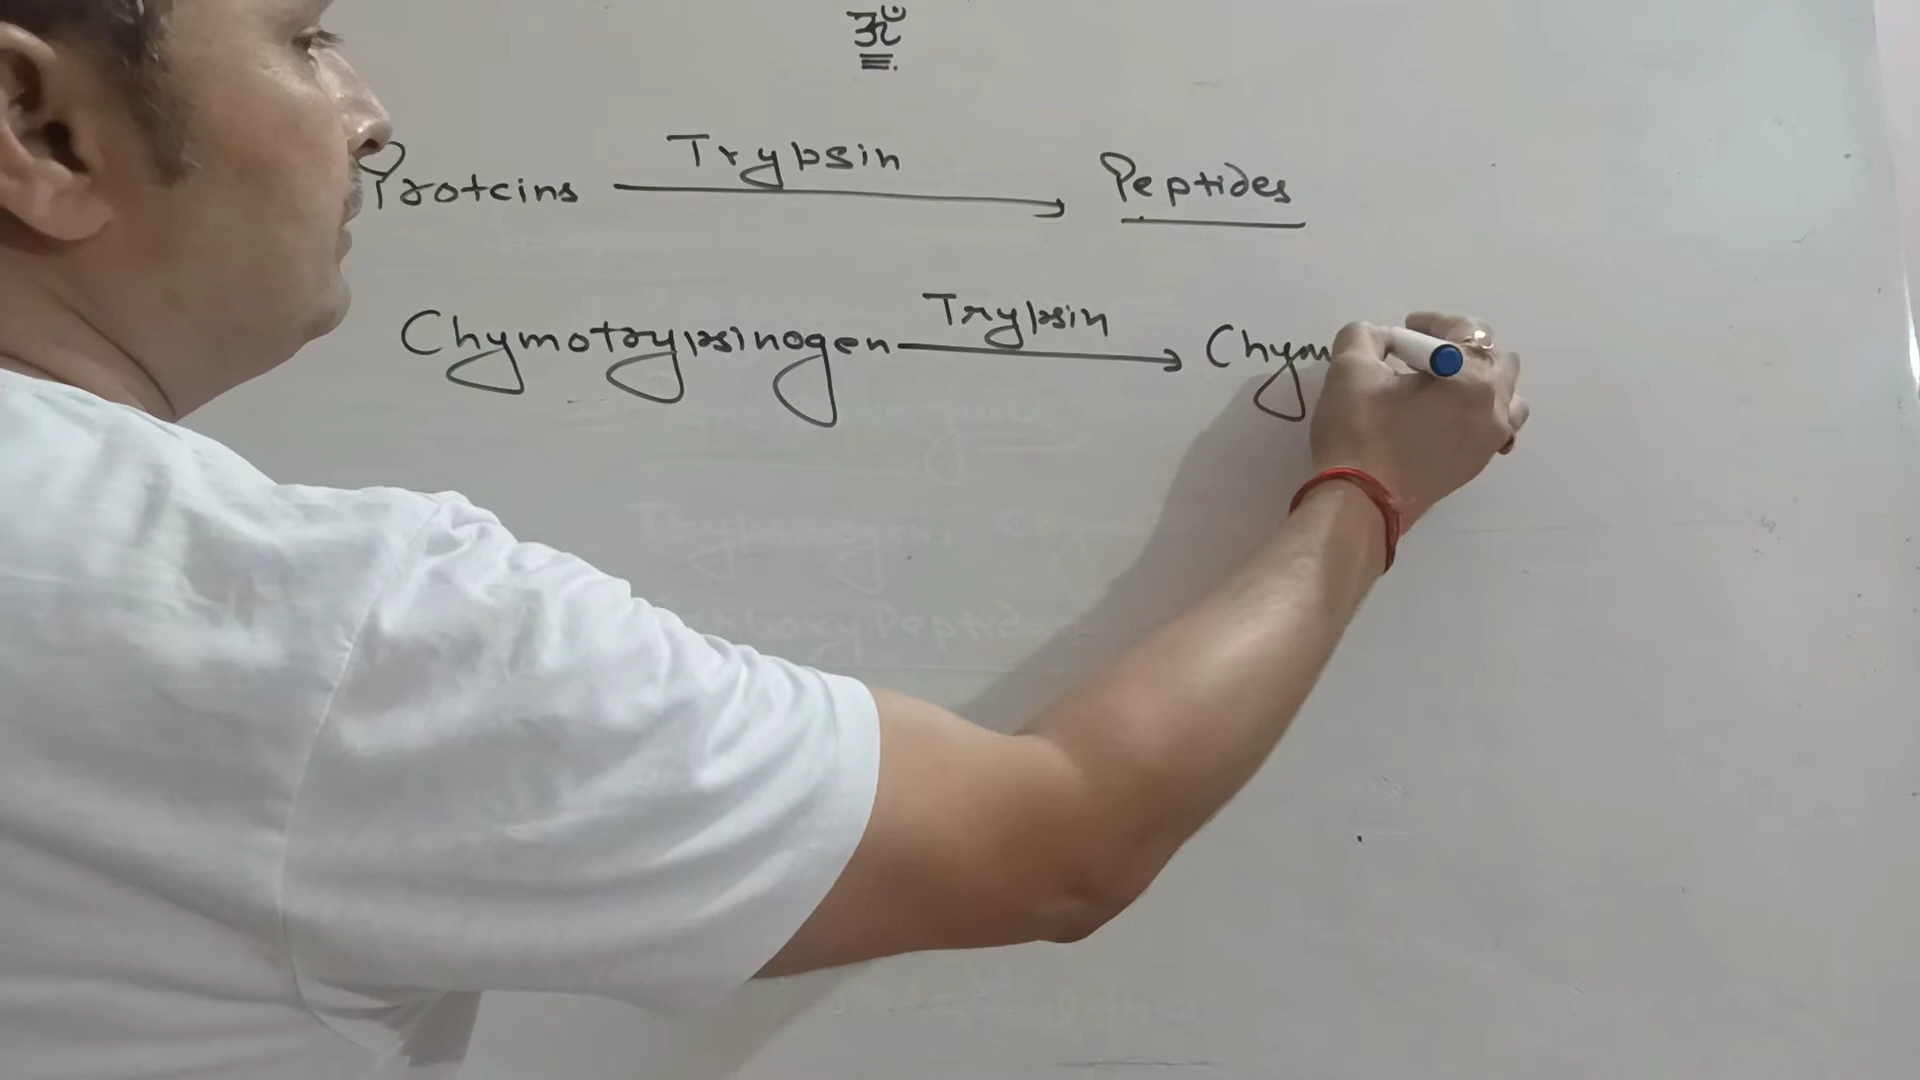 ॐ
Proteins Trypsin Peptides
Chymotrypsinogen Trypsin Chym